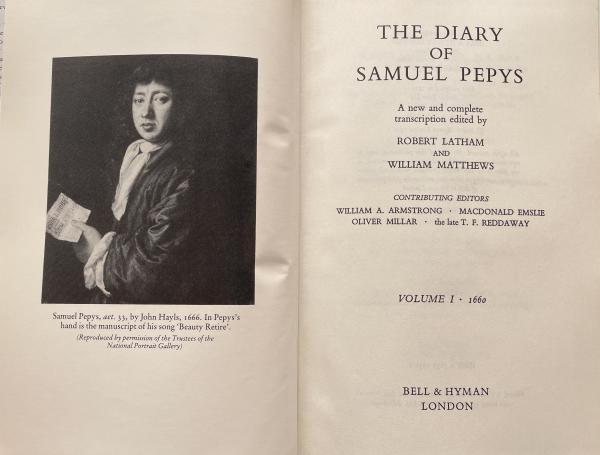 Samuel Pepys, aet. 33, by John Hayls, 1666. In Pepys's
hand is the manuscript of his song 'Beauty Retire'.
(Reproduced by permission of the Trustees of the
National Portrait Gallery)
THE DIARY
OF
SAMUEL PEPYS
A new and complete
transcription edited by
ROBERT LATHAM
AND
WILLIAM MATTHEWS
CONTRIBUTING EDITORS
WILLIAM A. ARMSTRONG · MACDONALD EMSLIE
OLIVER MILLAR · the late T. F. REDDAWAY
VOLUME I · 1660
BELL & HYMAN
LONDON